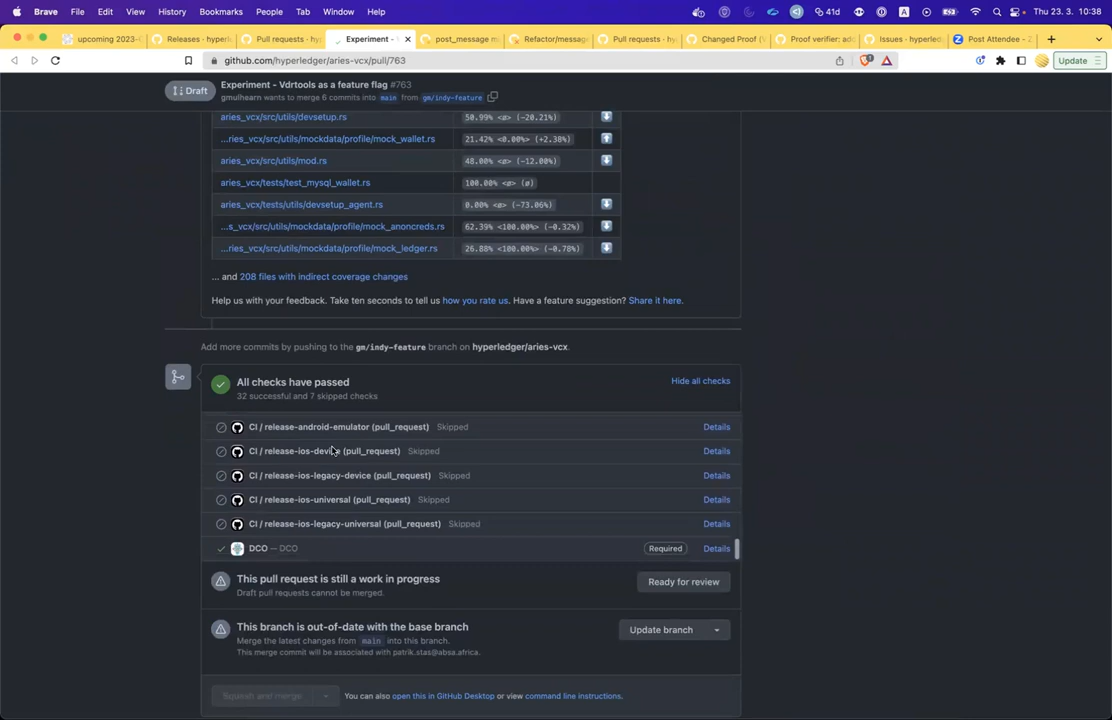 Brave File Edit View History Bookmarks People Tab Window Help 41d A Thu 23. 3. 10:38
upcoming 2023- Releases · hyperl Pull requests · hy Experiment - × post_message m Refactor/messag Pull requests · hy Changed Proof (V Proof verifier: add Issues · hyperled Post Attendee - Z
github.com/hyperledger/aries-vcx/pull/763 Update
Draft
Experiment - Vdrtools as a feature flag #763
gmulhearn wants to merge 6 commits into main from gm/indy-feature
aries_vcx/src/utils/devsetup.rs 50.99% <ø> (-20.21%)
...ries_vcx/src/utils/mockdata/profile/mock_wallet.rs 21.42% <0.00%> (+2.38%)
aries_vcx/src/utils/mod.rs 48.00% <ø> (-12.00%)
aries_vcx/tests/test_mysql_wallet.rs 100.00% <ø> (ø)
aries_vcx/tests/utils/devsetup_agent.rs 0.00% <ø> (-73.06%)
...s_vcx/src/utils/mockdata/profile/mock_anoncreds.rs 62.39% <100.00%> (-0.32%)
...ries_vcx/src/utils/mockdata/profile/mock_ledger.rs 26.88% <100.00%> (-0.78%)
... and 208 files with indirect coverage changes
Help us with your feedback. Take ten seconds to tell us how you rate us. Have a feature suggestion? Share it here.
Add more commits by pushing to the gm/indy-feature branch on hyperledger/aries-vcx.
All checks have passed Hide all checks
32 successful and 7 skipped checks
CI / release-android-emulator (pull_request) Skipped Details
CI / release-ios-device (pull_request) Skipped Details
CI / release-ios-legacy-device (pull_request) Skipped Details
CI / release-ios-universal (pull_request) Skipped Details
CI / release-ios-legacy-universal (pull_request) Skipped Details
DCO — DCO Required Details
This pull request is still a work in progress Ready for review
Draft pull requests cannot be merged.
This branch is out-of-date with the base branch Update branch
Merge the latest changes from main into this branch.
This merge commit will be associated with patrik.stas@absa.africa.
Squash and merge You can also open this in GitHub Desktop or view command line instructions.